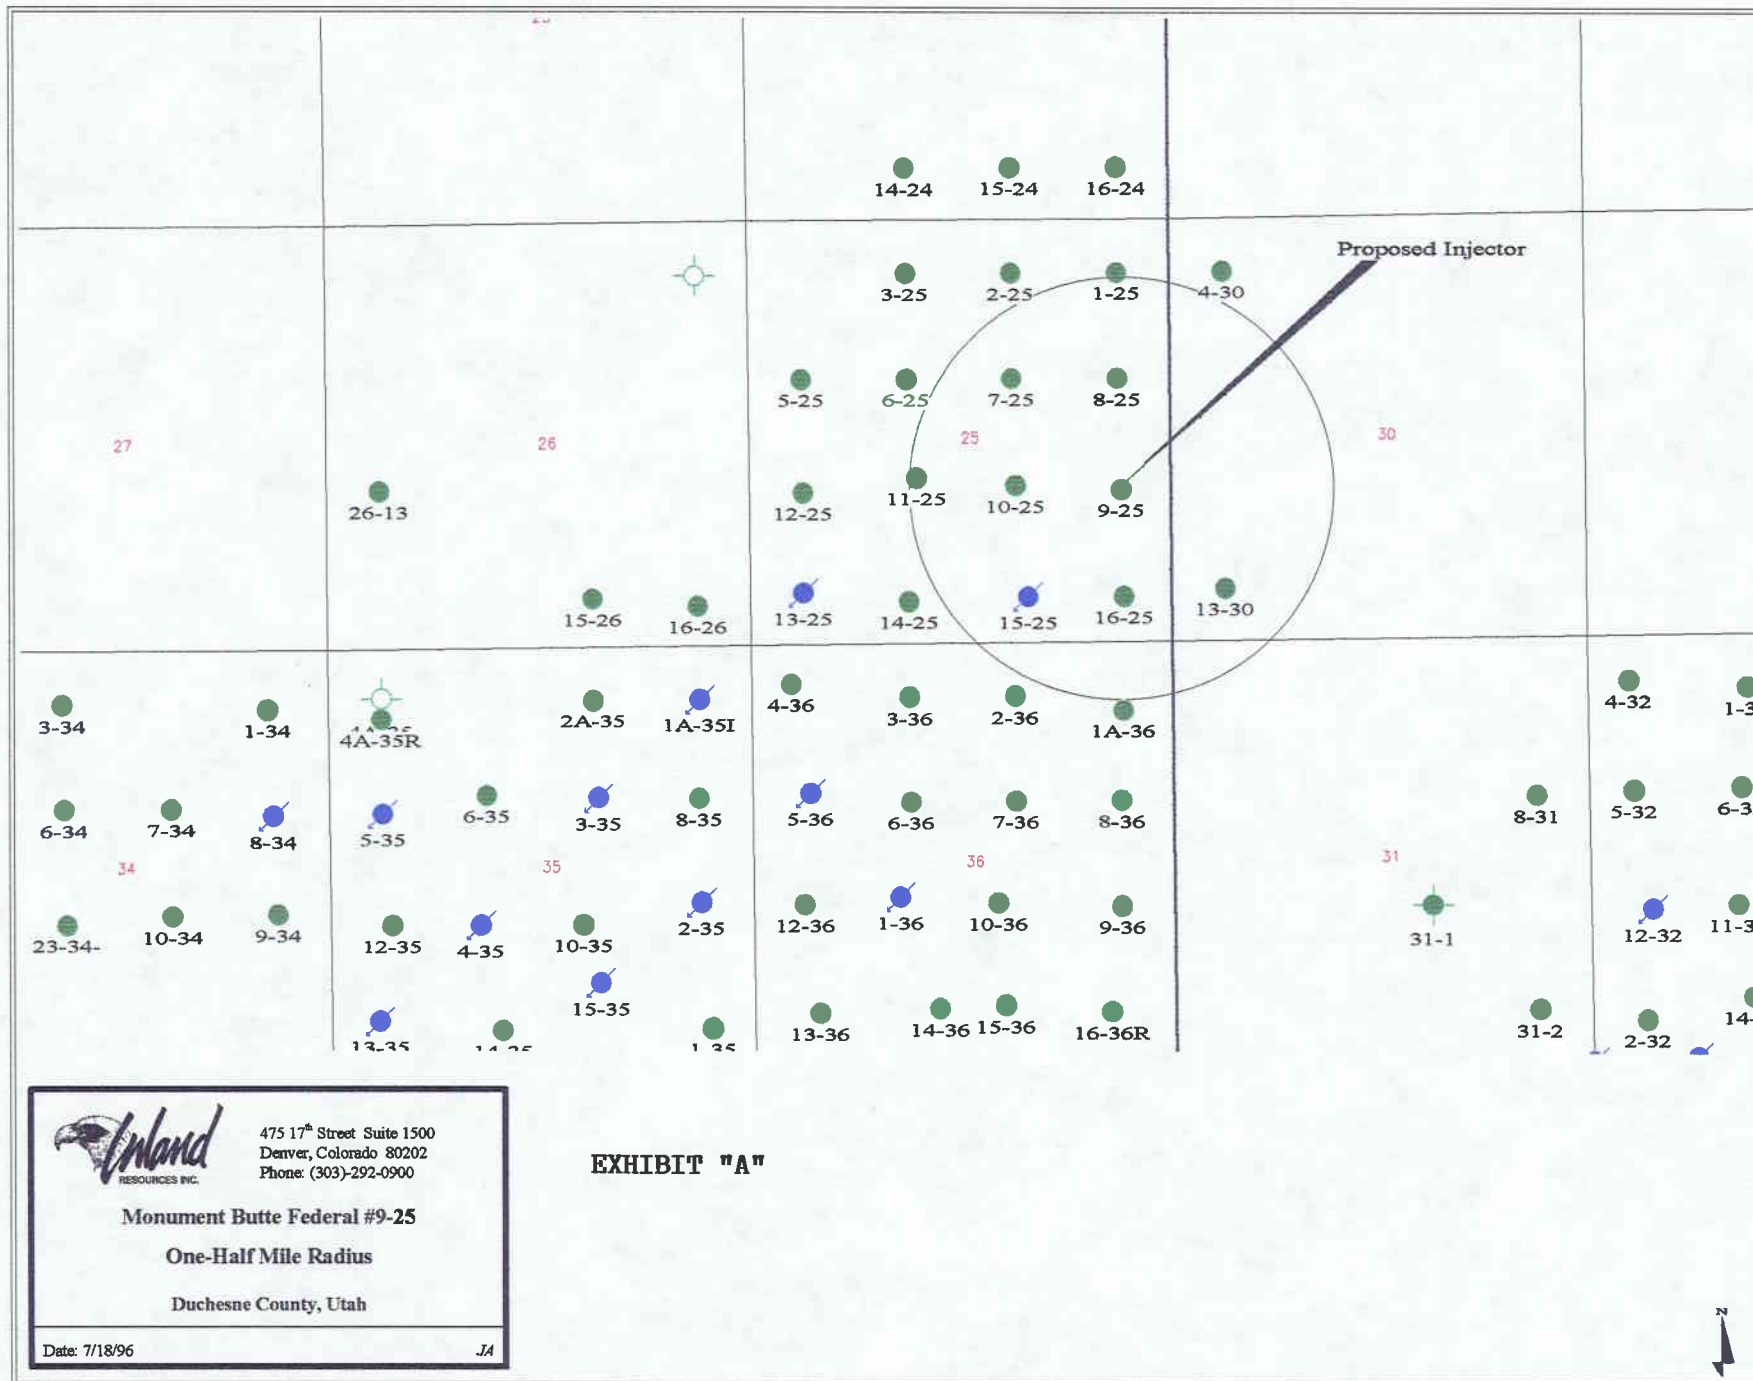 14-24 15-24 16-24
Proposed Injector
3-25 2-25 1-25 4-30
5-25 6-25 7-25 8-25
27 26 25 30
26-13 12-25 11-25 10-25 9-25
15-26 16-26 13-25 14-25 15-25 16-25 13-30
3-34 1-34 4A-35R 2A-35 1A-35I 4-36 3-36 2-36 1A-36 4-32
6-34 7-34 8-34 5-35 6-35 3-35 8-35 5-36 6-36 7-36 8-36 8-31 5-32
34 35 36 31
23-34- 10-34 9-34 12-35 4-35 10-35 2-35 12-36 1-36 10-36 9-36 31-1 12-32
15-35
13-35 1-35 13-36 14-36 15-36 16-36R 31-2 2-32
Inland
RESOURCES INC.
475 17th Street Suite 1500
Denver, Colorado 80202
Phone: (303)-292-0900
Monument Butte Federal #9-25
One-Half Mile Radius
Duchesne County, Utah
Date: 7/18/96 JA
EXHIBIT "A"
N